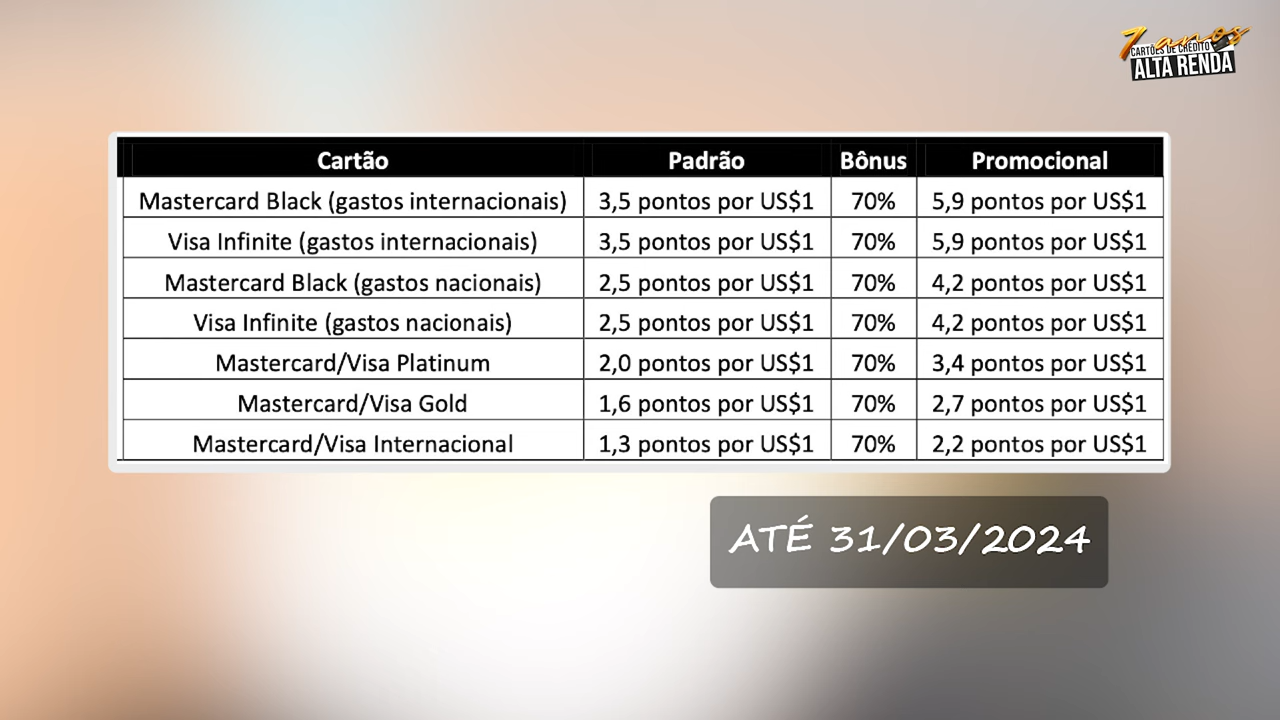 7 anos
CARTÕES DE CRÉDITO
ALTA RENDA
Cartão Padrão Bônus Promocional
Mastercard Black (gastos internacionais) 3,5 pontos por US$1 70% 5,9 pontos por US$1
Visa Infinite (gastos internacionais) 3,5 pontos por US$1 70% 5,9 pontos por US$1
Mastercard Black (gastos nacionais) 2,5 pontos por US$1 70% 4,2 pontos por US$1
Visa Infinite (gastos nacionais) 2,5 pontos por US$1 70% 4,2 pontos por US$1
Mastercard/Visa Platinum 2,0 pontos por US$1 70% 3,4 pontos por US$1
Mastercard/Visa Gold 1,6 pontos por US$1 70% 2,7 pontos por US$1
Mastercard/Visa Internacional 1,3 pontos por US$1 70% 2,2 pontos por US$1
ATÉ 31/03/2024